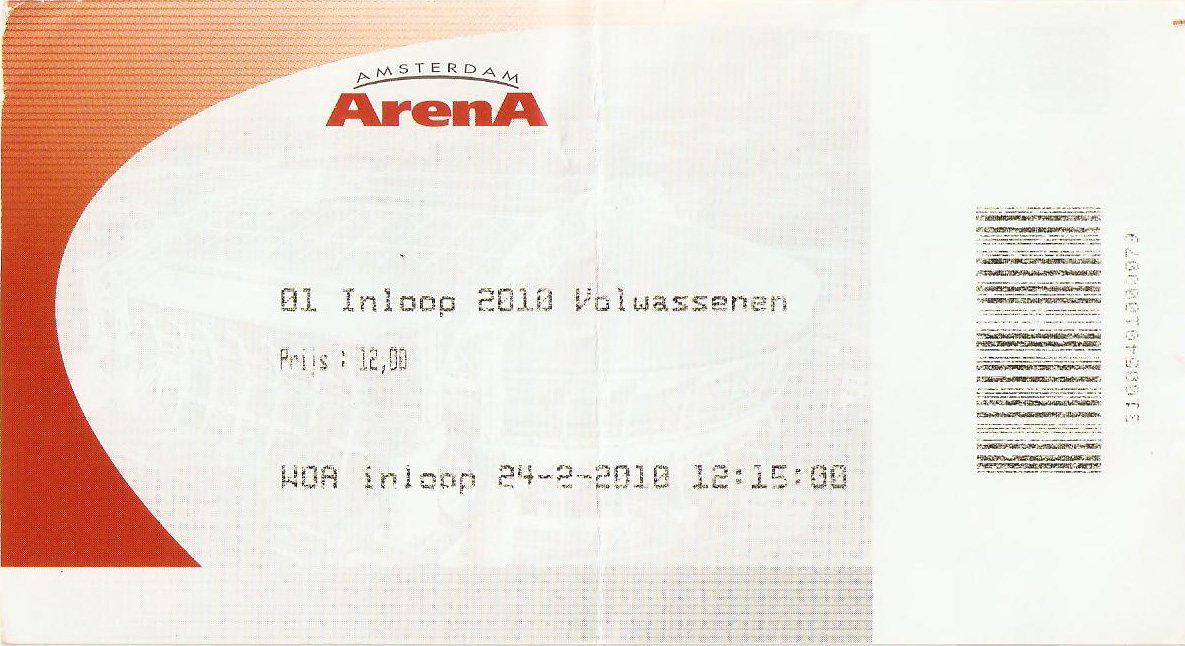 AMSTERDAM
ArenA
01 Inloop 2010 Volwassenen
Prijs : 12,00
WOA inloop 24-2-2010 12:15:00